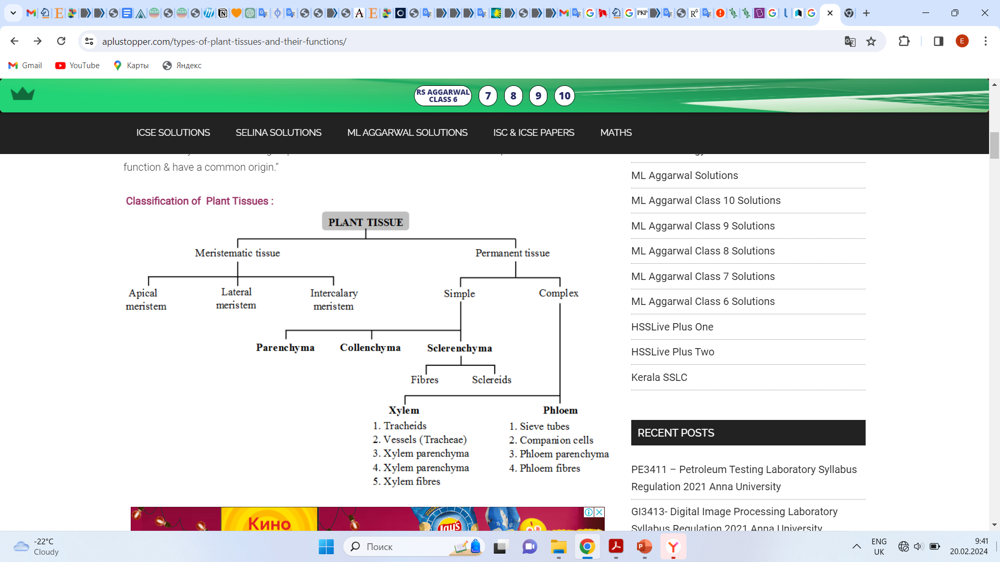 aplustopper.com/types-of-plant-tissues-and-their-functions/
E
Gmail
YouTube
Карты
Яндекс
RS AGGARWAL
CLASS 6
7
8
9
10
ICSE SOLUTIONS
SELINA SOLUTIONS
ML AGGARWAL SOLUTIONS
ISC & ICSE PAPERS
MATHS
function & have a common origin.”
Classification of Plant Tissues :
PLANT TISSUE
Meristematic tissue
Permanent tissue
Apical
meristem
Lateral
meristem
Intercalary
meristem
Simple
Complex
Parenchyma
Collenchyma
Sclerenchyma
Fibres
Sclereids
Xylem
1. Tracheids
2. Vessels (Tracheae)
3. Xylem parenchyma
4. Xylem parenchyma
5. Xylem fibres
Phloem
1. Sieve tubes
2. Companion cells
3. Phloem parenchyma
4. Phloem fibres
Кино
Lay's
ML Aggarwal Solutions
ML Aggarwal Class 10 Solutions
ML Aggarwal Class 9 Solutions
ML Aggarwal Class 8 Solutions
ML Aggarwal Class 7 Solutions
ML Aggarwal Class 6 Solutions
HSSLive Plus One
HSSLive Plus Two
Kerala SSLC
RECENT POSTS
PE3411 – Petroleum Testing Laboratory Syllabus
Regulation 2021 Anna University
GI3413- Digital Image Processing Laboratory
Syllabus Regulation 2021 Anna University
-22°C
Cloudy
Поиск
ENG
UK
9:41
20.02.2024